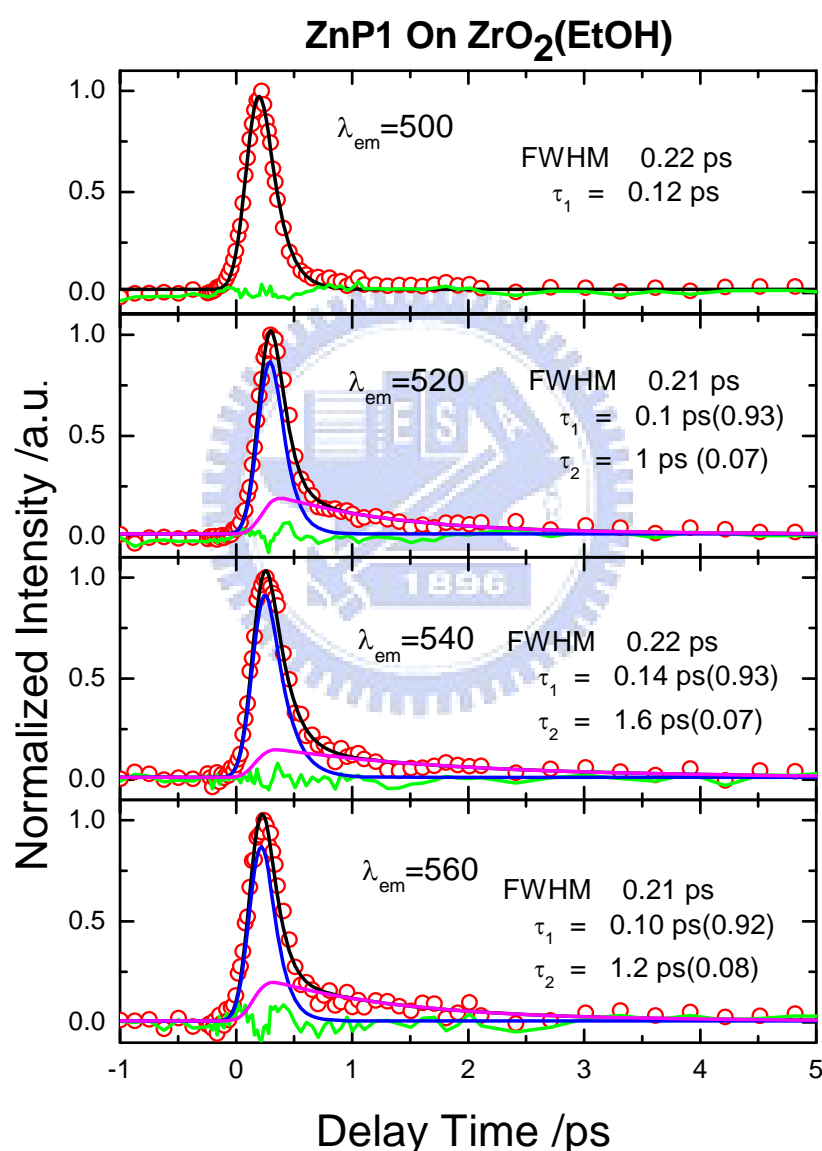 ZnP1 On ZrO₂(EtOH)
Normalized Intensity /a.u.
1.0
0.5
0.0
λem=500
FWHM 0.22 ps
τ1 = 0.12 ps
1.0
0.5
0.0
λem=520
FWHM 0.21 ps
τ1 = 0.1 ps(0.93)
τ2 = 1 ps (0.07)
ESA
1.0
0.5
0.0
1896
λem=540
FWHM 0.22 ps
τ1 = 0.14 ps(0.93)
τ2 = 1.6 ps(0.07)
1.0
0.5
0.0
λem=560
FWHM 0.21 ps
τ1 = 0.10 ps(0.92)
τ2 = 1.2 ps(0.08)
-1 0 1 2 3 4 5
Delay Time /ps